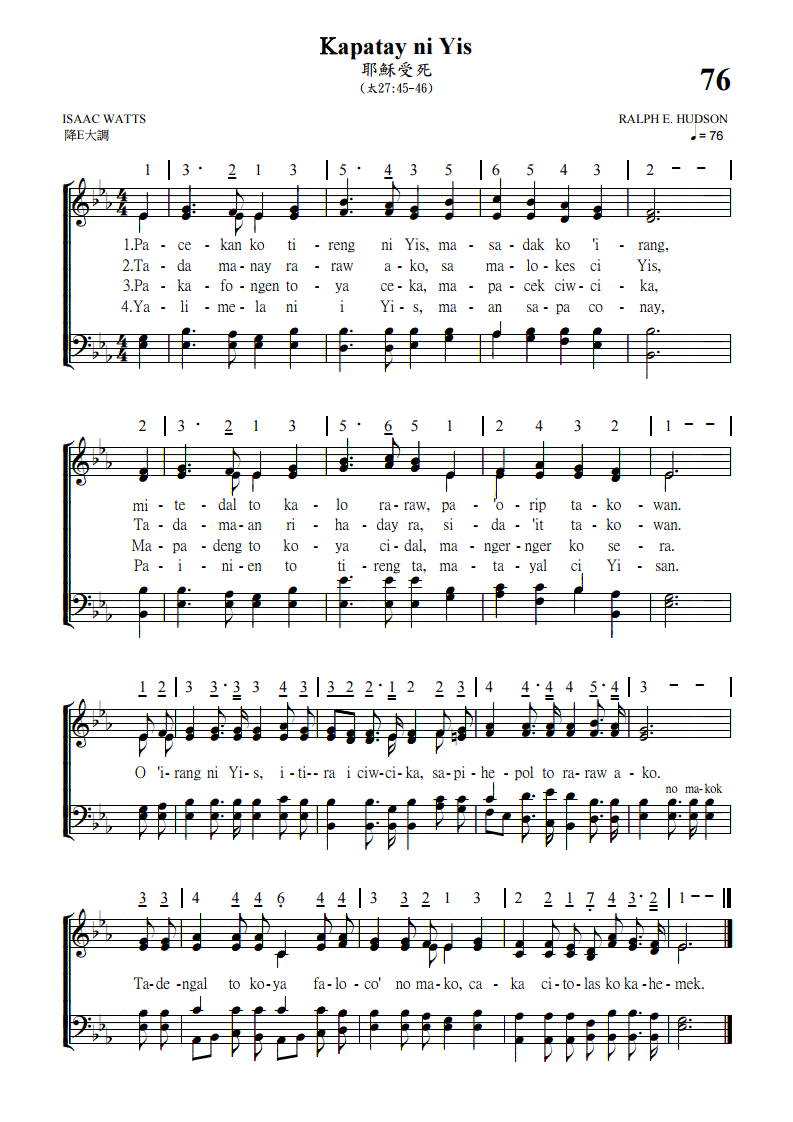 Kapatay ni Yis
耶穌受死
(太27:45-46)
76
ISAAC WATTS
RALPH E. HUDSON
降E大調
♩= 76
1 | 3 · 2 1 3 | 5 · 4 3 5 | 6 5 4 3 | 2 – – |
1.Pa - ce - kan ko ti - reng ni Yis, ma - sa - dak ko 'i - rang,
2.Ta - da ma - nay ra - raw a - ko, sa ma - lo - kes ci Yis,
3.Pa - ka - fo - ngen to - ya ce - ka, ma - pa - cek ciw - ci - ka,
4.Ya - li - me - la ni i Yi - s, ma - an sa - pa co - nay,
2 | 3 · 2 1 3 | 5 · 6 5 1 | 2 4 3 2 | 1 – – |
mi - te - dal to ka - lo ra - raw, pa - 'o - rip ta - ko - wan.
Ta - da - ma - an ri - ha - day ra, si - da - 'it ta - ko - wan.
Ma - pa - deng to ko - ya ci - dal, ma - nger - nger ko se - ra.
Pa - i - ni - en to ti - reng ta, ma - ta - yal ci Yi - san.
1 2 | 3 3 · 3 3 4 3 | 3 2 2 · 1 2 2 3 | 4 4 · 4 4 5 · 4 | 3 – – |
O 'i - rang ni Yi - s, i - ti - - ra i ciw - ci - ka, sa - pi - he - pol to ra - raw a - ko.
no ma - kok
3 3 | 4 4 4 6 4 4 | 3 3 2 1 3 | 2 2 1 7 4 3 · 2 | 1 – – |
Ta - de - ngal to ko - ya fa - lo - co' no ma - ko, ca - ka ci - to - las ko ka - he - mek.